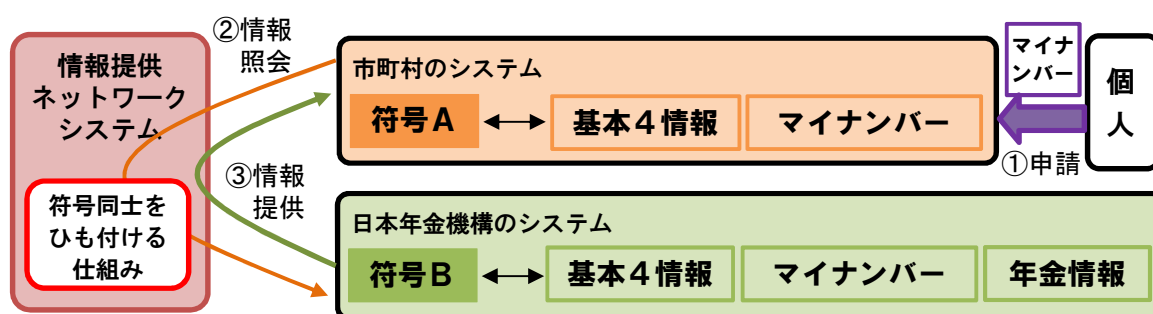 情報提供
ネットワーク
システム
符号同士を
ひも付ける
仕組み
②情報
照会
③情報
提供
市町村のシステム
符号A
基本４情報
マイナンバー
マイナ
ンバー
個
人
①申請
日本年金機構のシステム
符号B
基本４情報
マイナンバー
年金情報